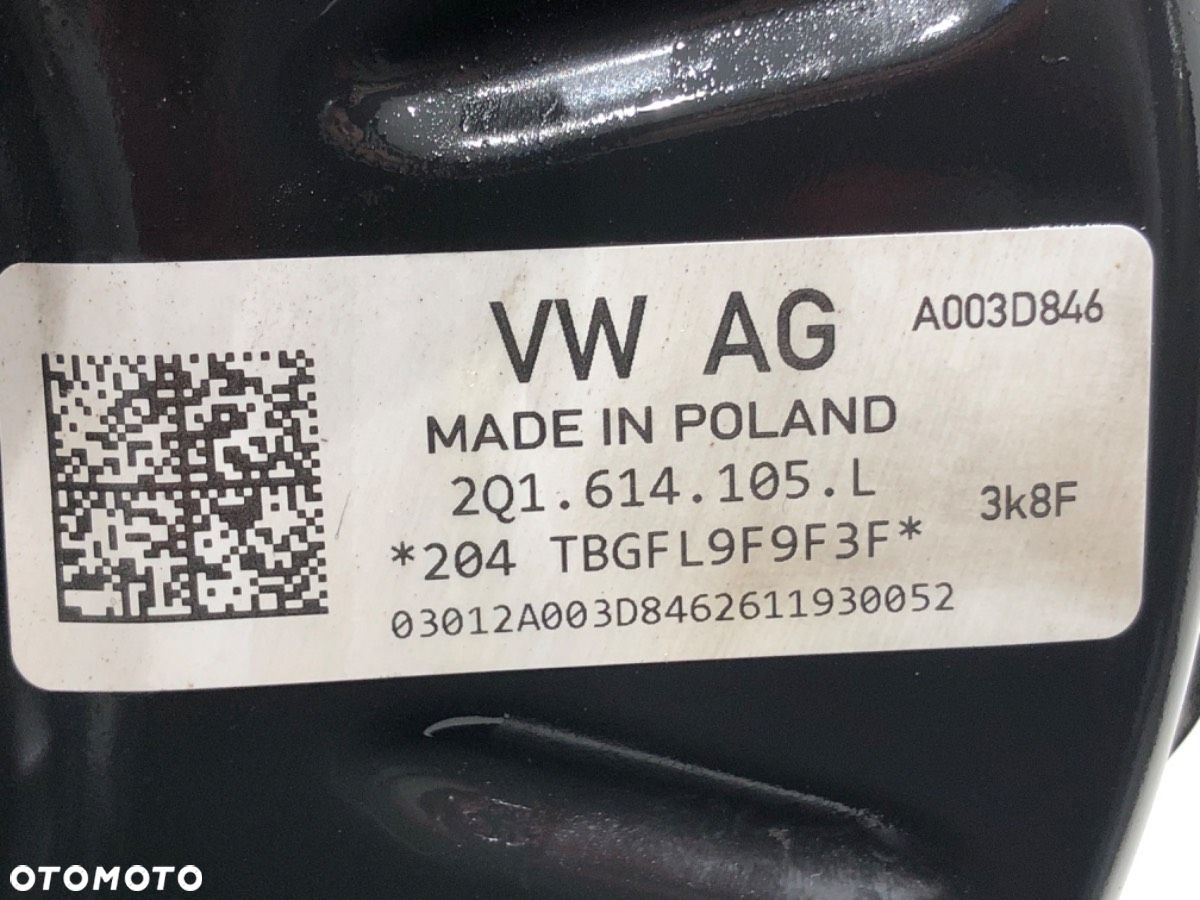 VW AG A003D846
MADE IN POLAND
2Q1.614.105.L
3k8F
*204 TBGFL9F9F3F*
03012A003D8462611930052
OTOMOTO